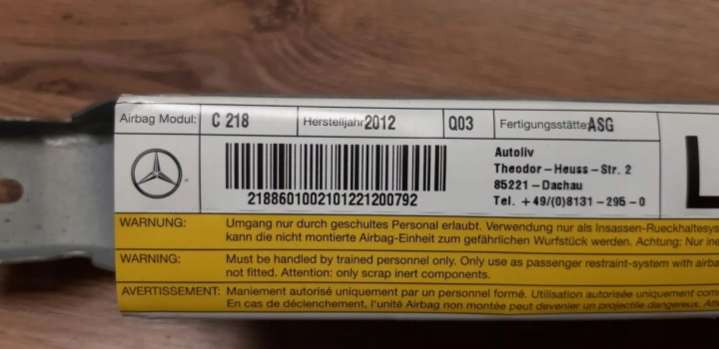 Airbag Modul: C 218 Herstelljahr 2012 Q03 Fertigungsstätte: ASG
Autoliv
Theodor-Heuss-Str. 2
85221-Dachau
Tel. +49/(0)8131-295-0
2188601002101221200792
L
WARNUNG: Umgang nur durch geschultes Personal erlaubt. Verwendung nur als Insassen-Rueckhaltesys
kann die nicht montierte Airbag-Einheit zum gefährlichen Wurfstück werden. Achtung: Nur ine
WARNING: Must be handled by trained personnel only. Only use as passenger restraint-system with airba
not fitted. Attention: only scrap inert components.
AVERTISSEMENT: Maniement autorisé uniquement par un personnel formé. Utilisation autorisée uniquement com
En cas de déclenchement, l'unité Airbag non montée peut devenir un projectile dangereux. Att